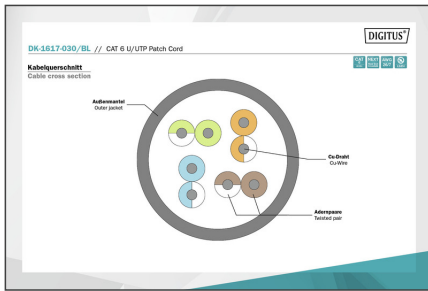 DIGITUS®
DK-1617-030/BL // CAT 6 U/UTP Patch Cord
Kabelquerschnitt
Cable cross section
Außenmantel
Outer jacket
Cu-Draht
Cu-Wire
Adernpaare
Twisted pair